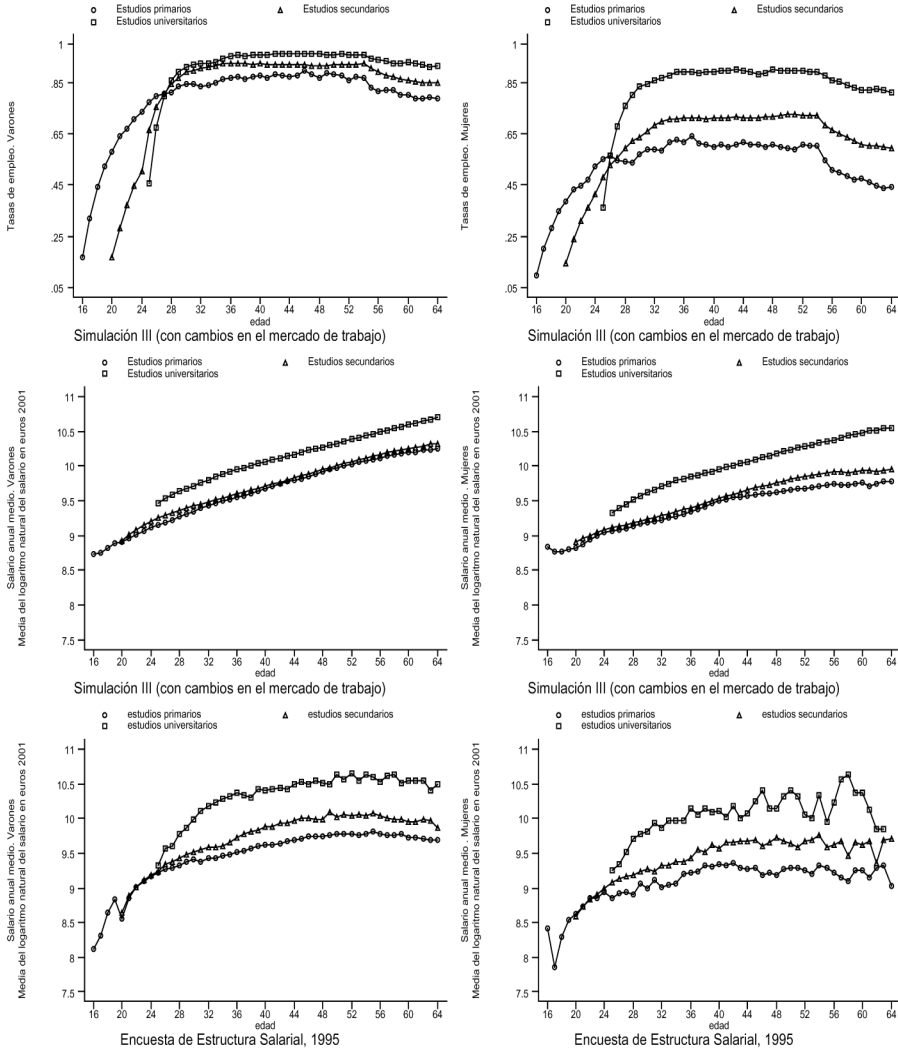 Estudios primarios
Estudios secundarios
Estudios universitarios
Tasas de empleo. Varones
1
.85
.65
.45
.25
.05
16 20 24 28 32 36 40 44 48 52 56 60 64
edad
Simulación III (con cambios en el mercado de trabajo)
Estudios primarios
Estudios secundarios
Estudios universitarios
Tasas de empleo. Mujeres
1
.85
.65
.45
.25
.05
16 20 24 28 32 36 40 44 48 52 56 60 64
edad
Simulación III (con cambios en el mercado de trabajo)
Estudios primarios
Estudios secundarios
Estudios universitarios
Salario anual medio. Varones
Media del logaritmo natural del salario en euros 2001
11
10.5
10
9.5
9
8.5
8
7.5
16 20 24 28 32 36 40 44 48 52 56 60 64
edad
Simulación III (con cambios en el mercado de trabajo)
Estudios primarios
Estudios secundarios
Estudios universitarios
Salario anual medio . Mujeres
Media del logaritmo natural del salario en euros 2001
11
10.5
10
9.5
9
8.5
8
7.5
16 20 24 28 32 36 40 44 48 52 56 60 64
edad
Simulación III (con cambios en el mercado de trabajo)
estudios primarios
estudios secundarios
estudios universitarios
Salario anual medio. Varones
Media del logaritmo natural del salario en euros 2001
11
10.5
10
9.5
9
8.5
8
7.5
16 20 24 28 32 36 40 44 48 52 56 60 64
edad
Encuesta de Estructura Salarial, 1995
estudios primarios
estudios secundarios
estudios universitarios
Salario anual medio . Mujeres
Media del logaritmo natural del salario en euros 2001
11
10.5
10
9.5
9
8.5
8
7.5
16 20 24 28 32 36 40 44 48 52 56 60 64
edad
Encuesta de Estructura Salarial, 1995